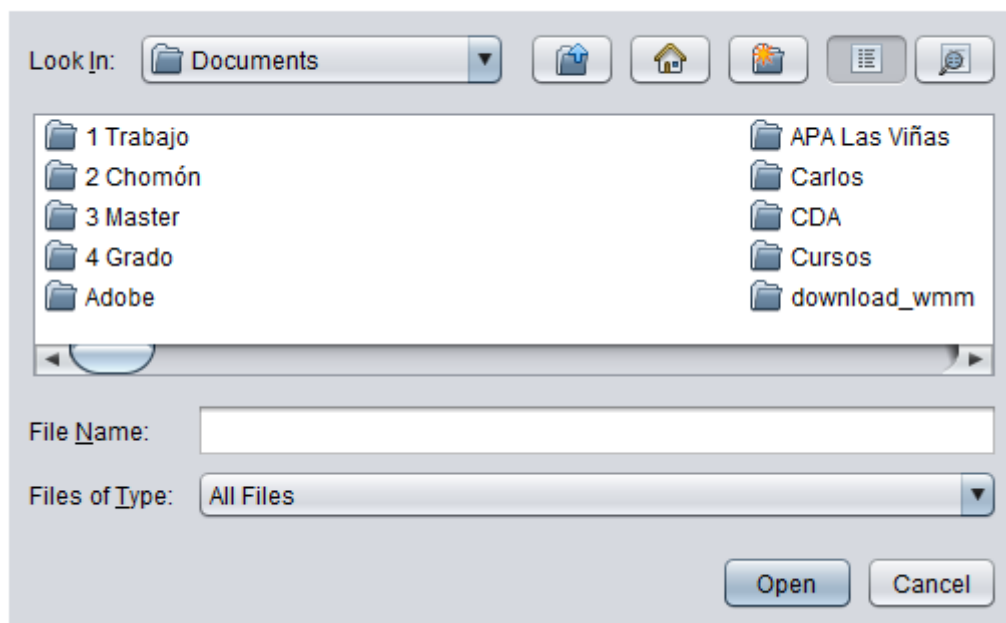 Look In: Documents
1 Trabajo
2 Chomón
3 Master
4 Grado
Adobe
APA Las Viñas
Carlos
CDA
Cursos
download_wmm
File Name:
Files of Type: All Files
Open Cancel